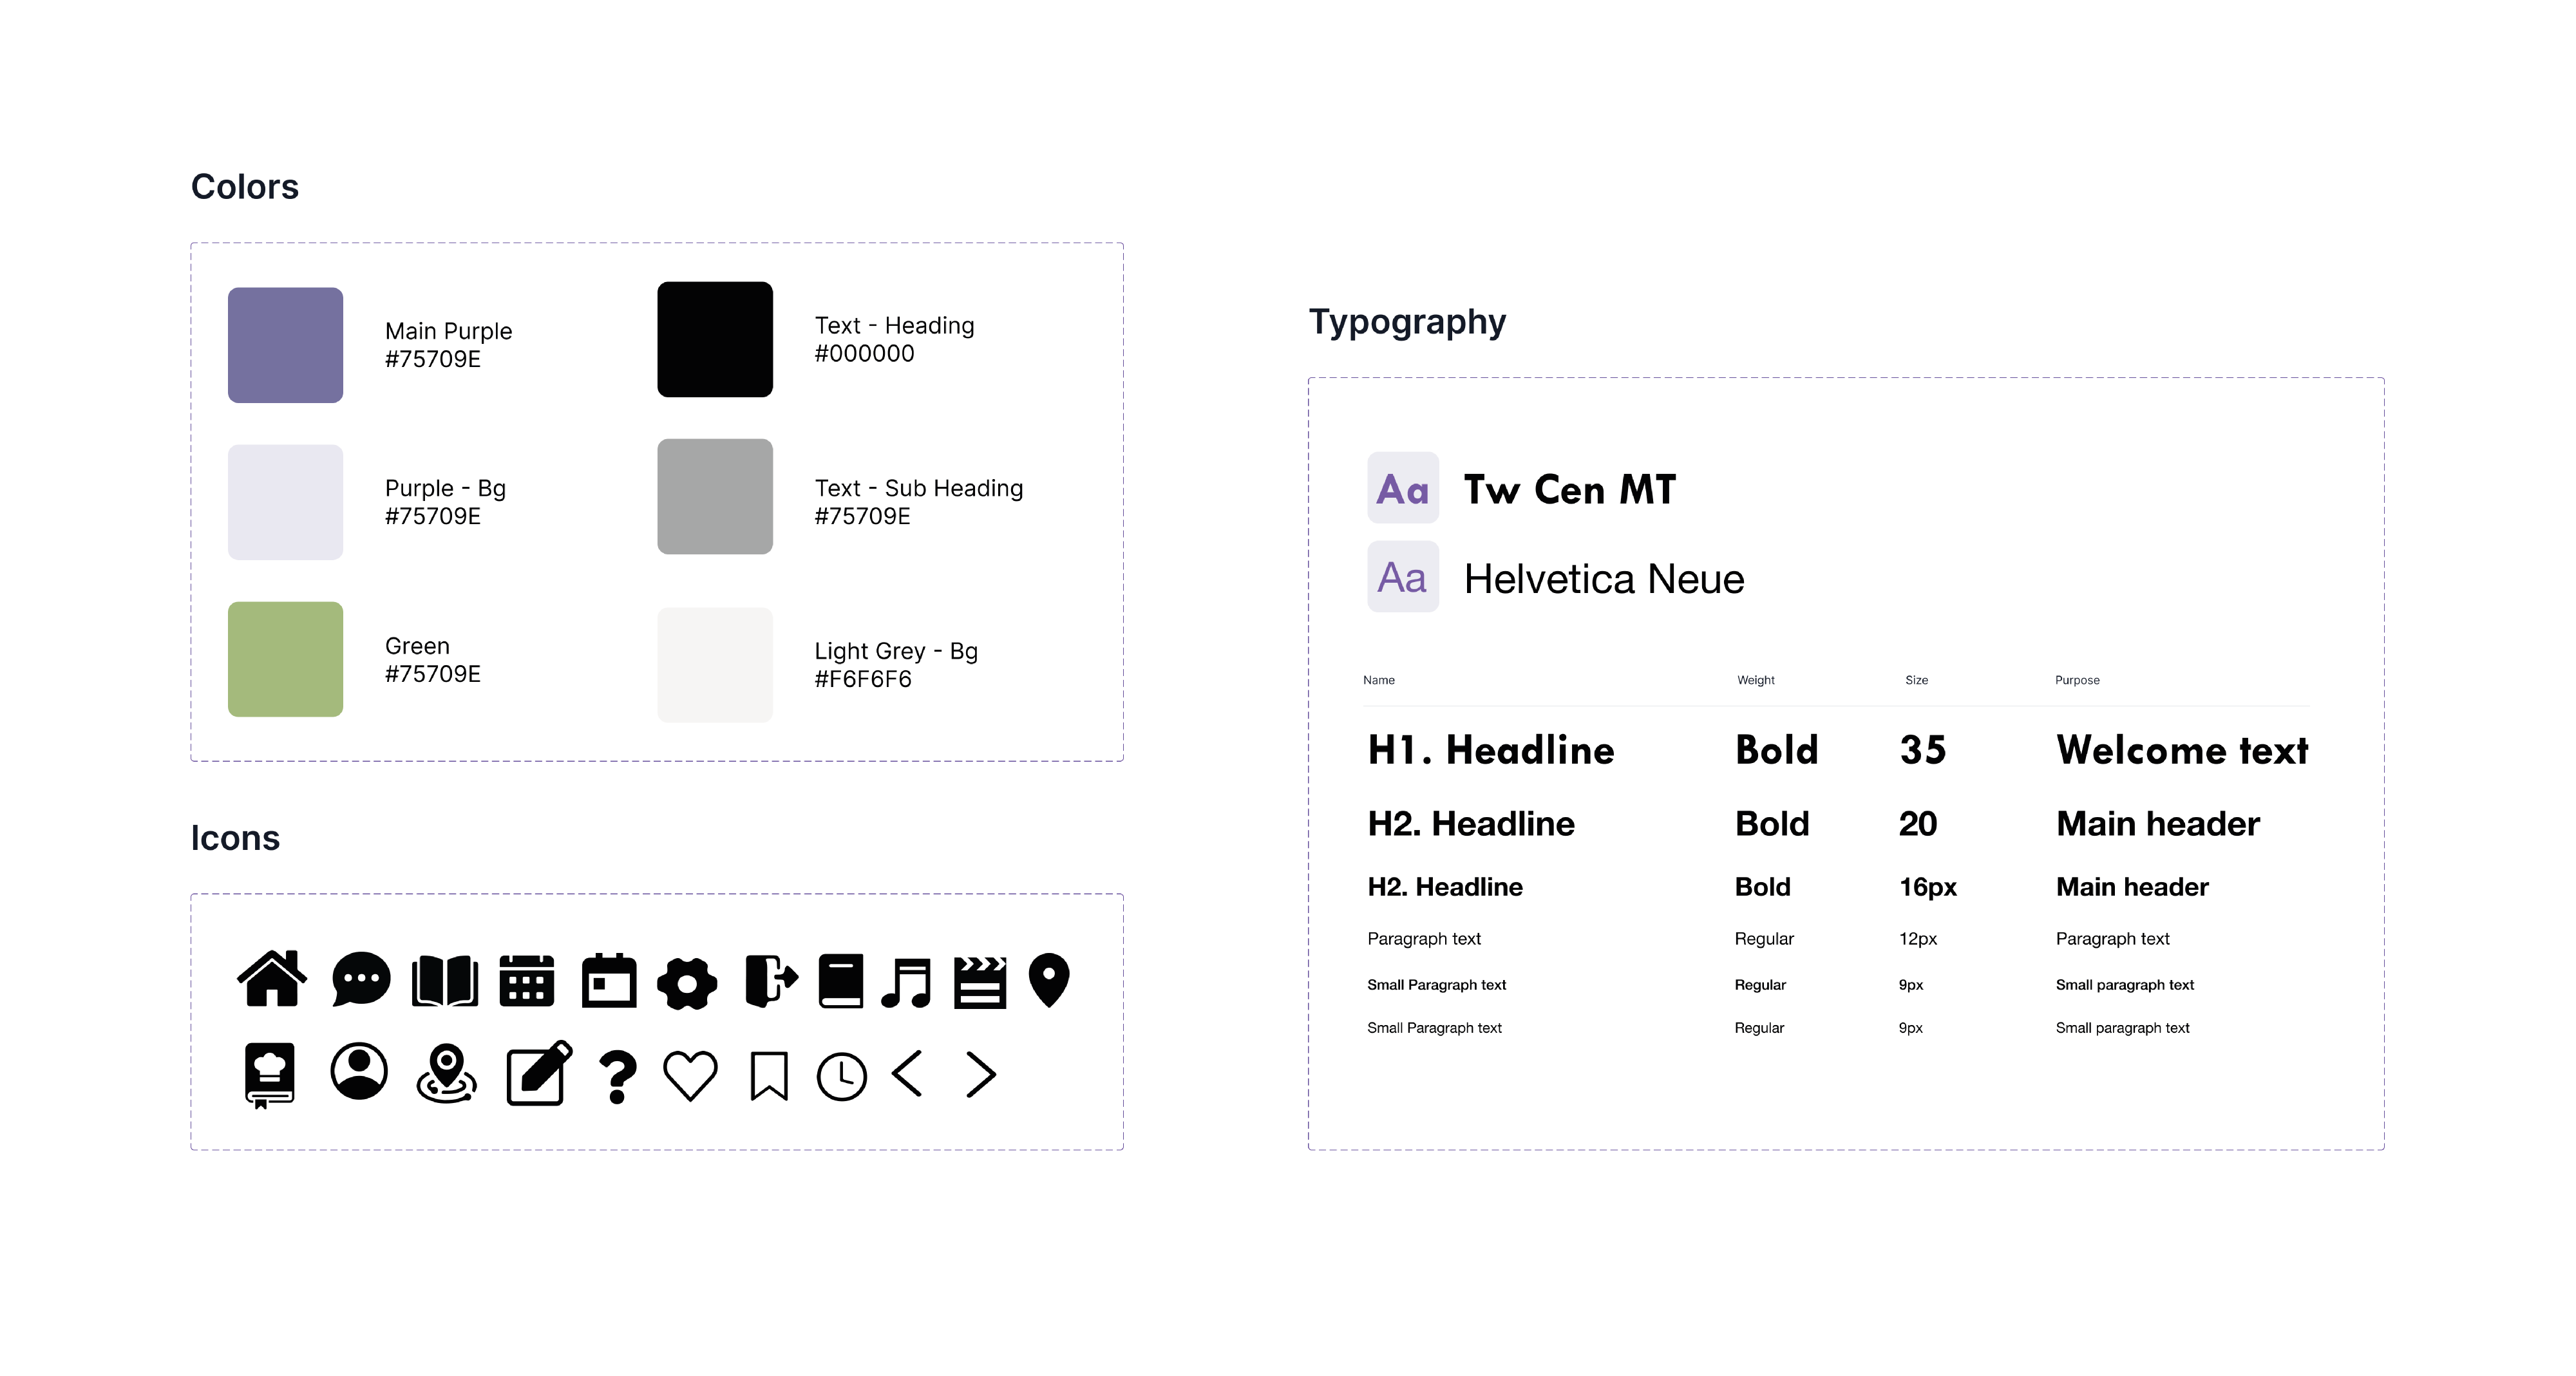 Colors
Main Purple
#75709E
Text - Heading
#000000
Purple - Bg
#75709E
Text - Sub Heading
#75709E
Green
#75709E
Light Grey - Bg
#F6F6F6
Icons
Typography
Aa Tw Cen MT
Aa Helvetica Neue
Name Weight Size Purpose
H1. Headline Bold 35 Welcome text
H2. Headline Bold 20 Main header
H2. Headline Bold 16px Main header
Paragraph text Regular 12px Paragraph text
Small Paragraph text Regular 9px Small paragraph text
Small Paragraph text Regular 9px Small paragraph text